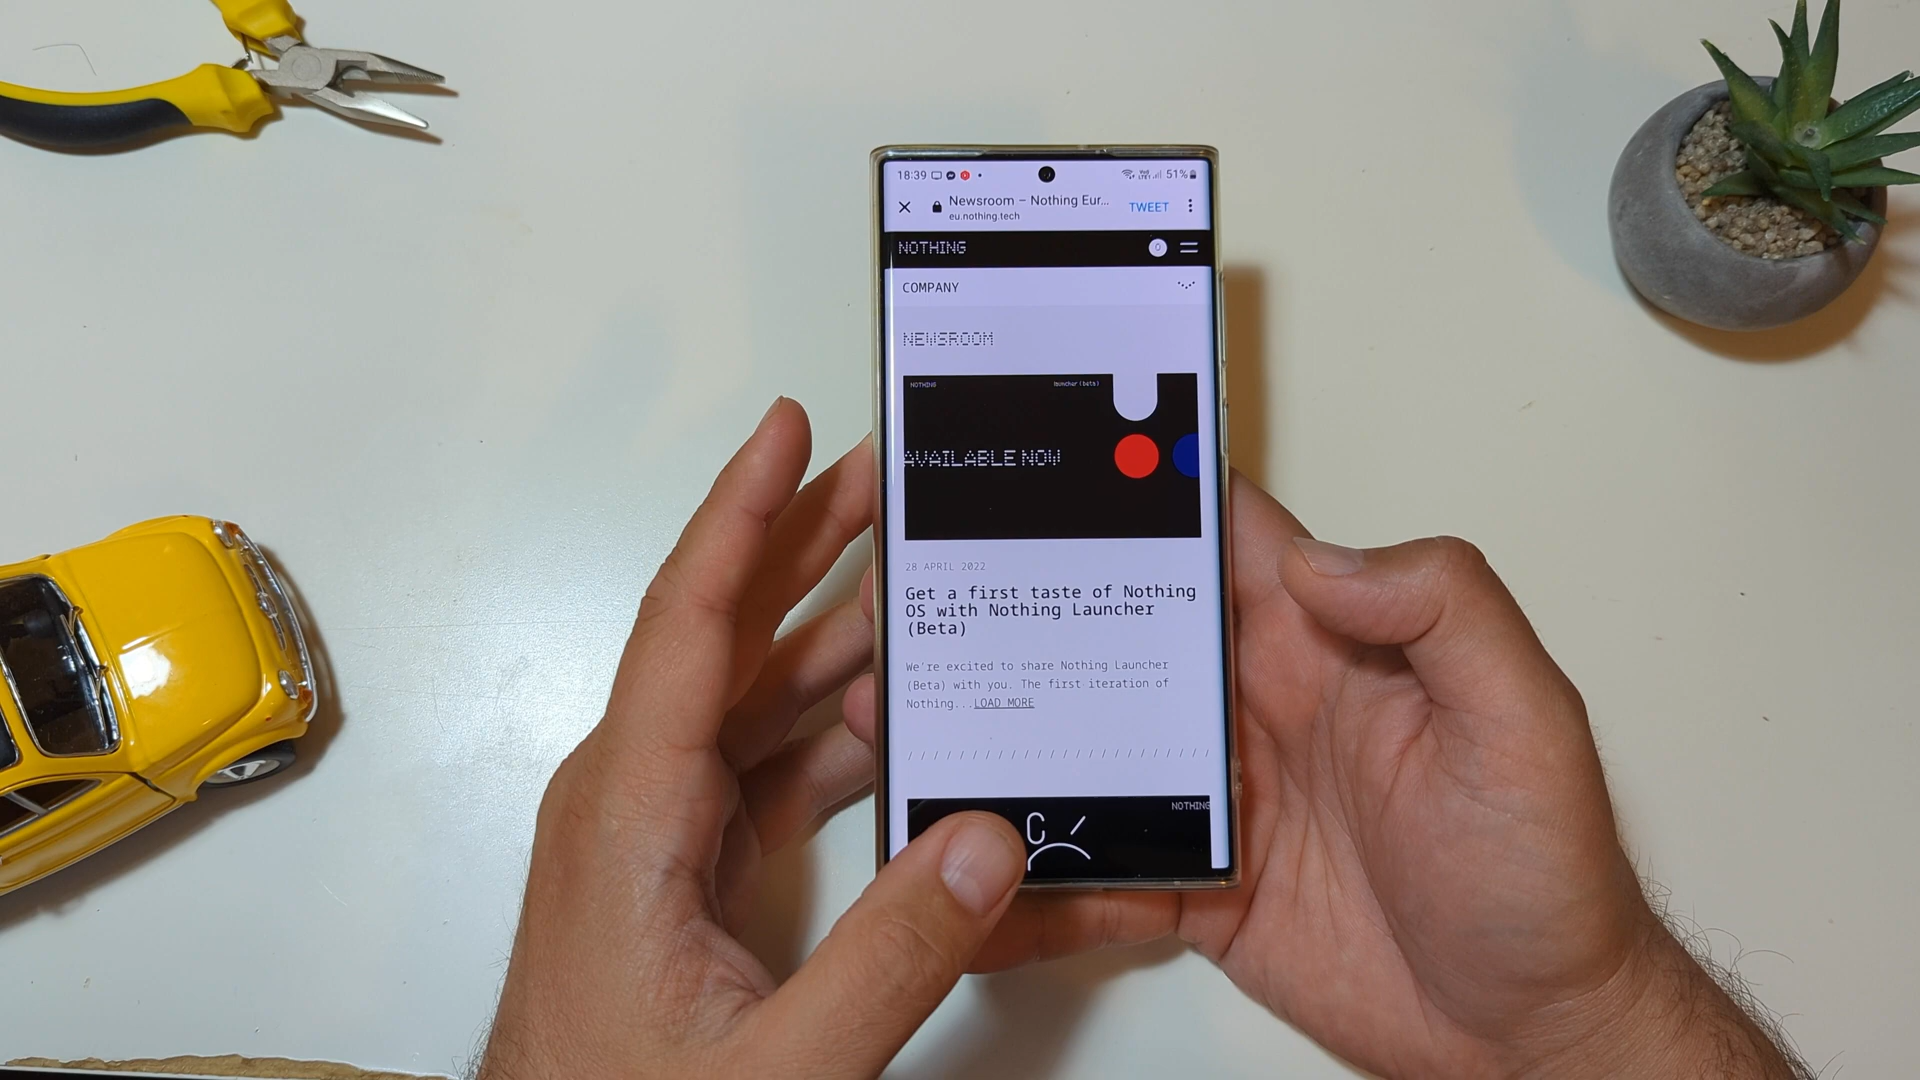 18:39 51%
Newsroom – Nothing Eur... TWEET
eu.nothing.tech
NOTHING 0
COMPANY
NEWSROOM
NOTHING launcher (beta)
AVAILABLE NOW
28 APRIL 2022
Get a first taste of Nothing
OS with Nothing Launcher
(Beta)
We're excited to share Nothing Launcher
(Beta) with you. The first iteration of
Nothing...LOAD MORE
NOTHING